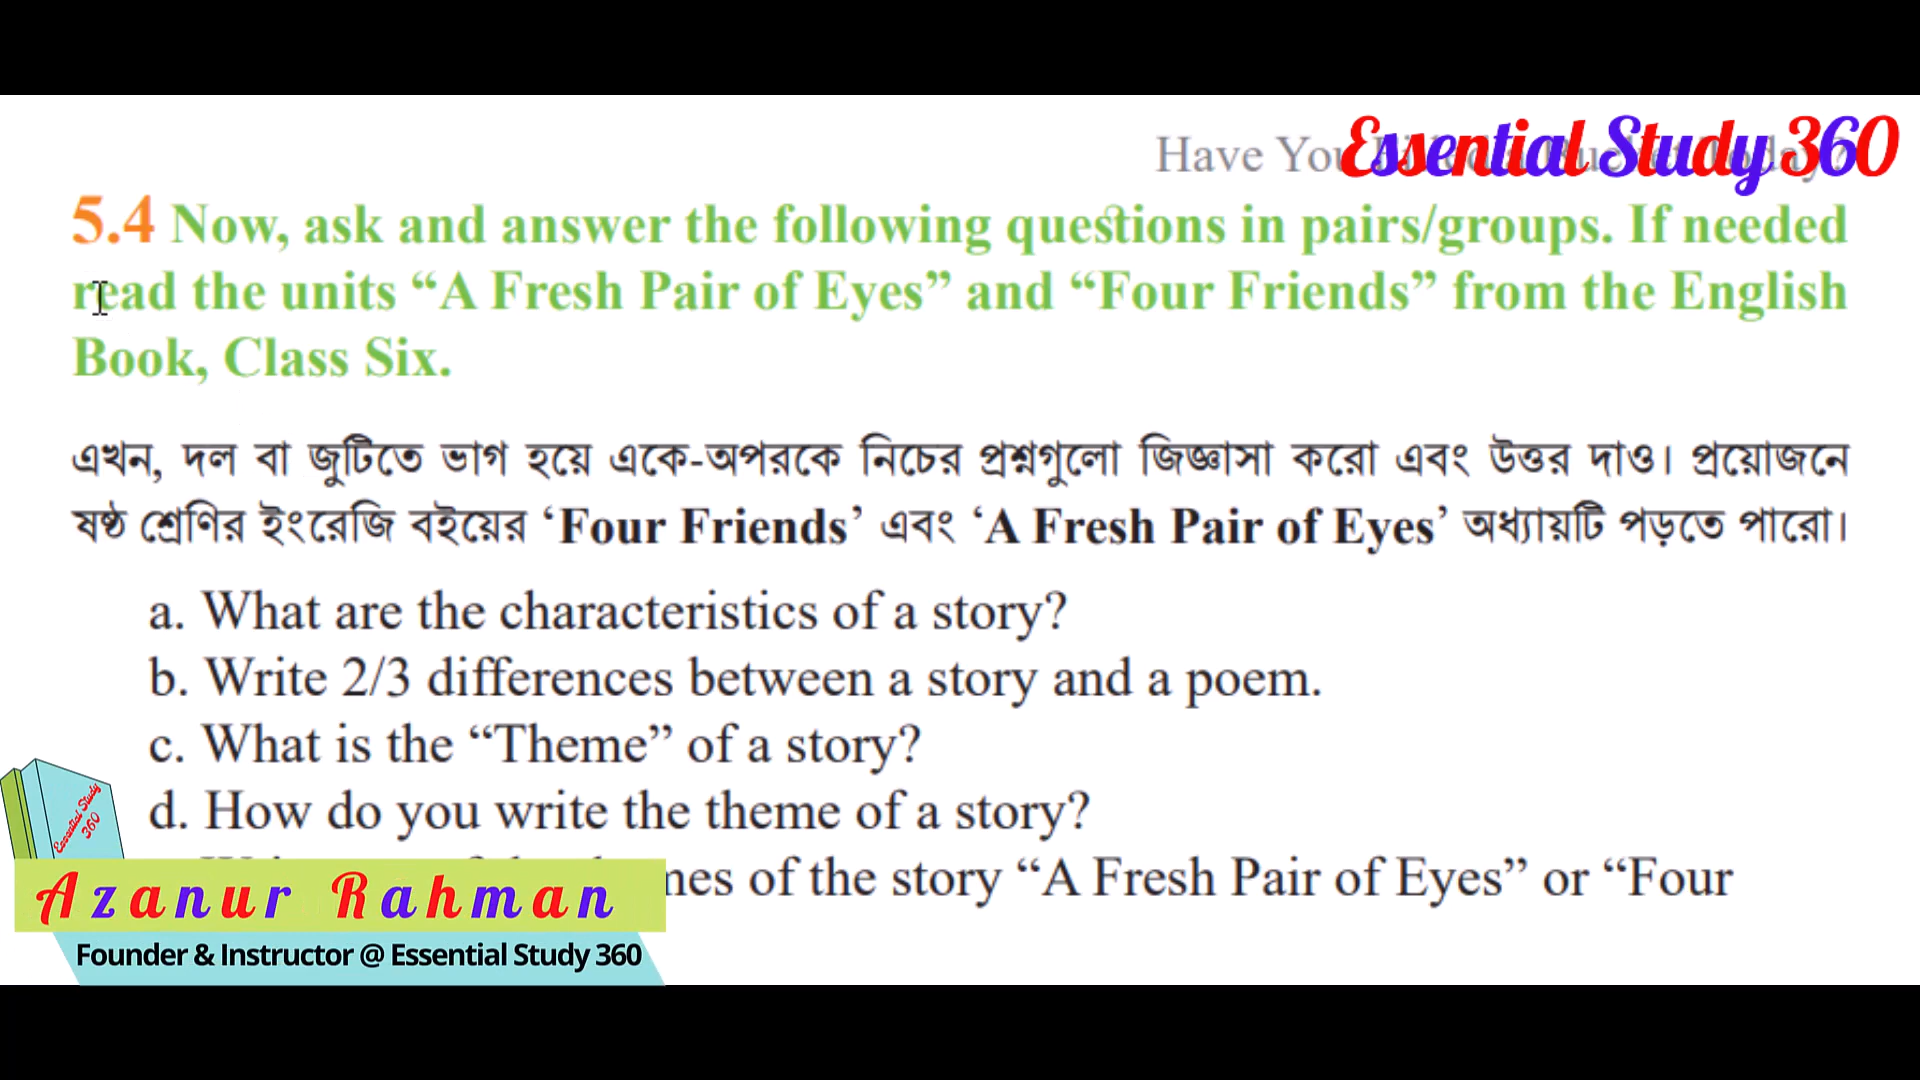 Have You
Essential Study 360
5.4 Now, ask and answer the following questions in pairs/groups. If needed
read the units “A Fresh Pair of Eyes” and “Four Friends” from the English
Book, Class Six.
এখন, দল বা জুটিতে ভাগ হয়ে একে-অপরকে নিচের প্রশ্নগুলো জিজ্ঞাসা করো এবং উত্তর দাও। প্রয়োজনে
ষষ্ঠ শ্রেণির ইংরেজি বইয়ের ‘Four Friends’ এবং ‘A Fresh Pair of Eyes’ অধ্যায়টি পড়তে পারো।
a. What are the characteristics of a story?
b. Write 2/3 differences between a story and a poem.
c. What is the “Theme” of a story?
d. How do you write the theme of a story?
of the story “A Fresh Pair of Eyes” or “Four
Essential Study
360
Azanur Rahman
Founder & Instructor @ Essential Study 360